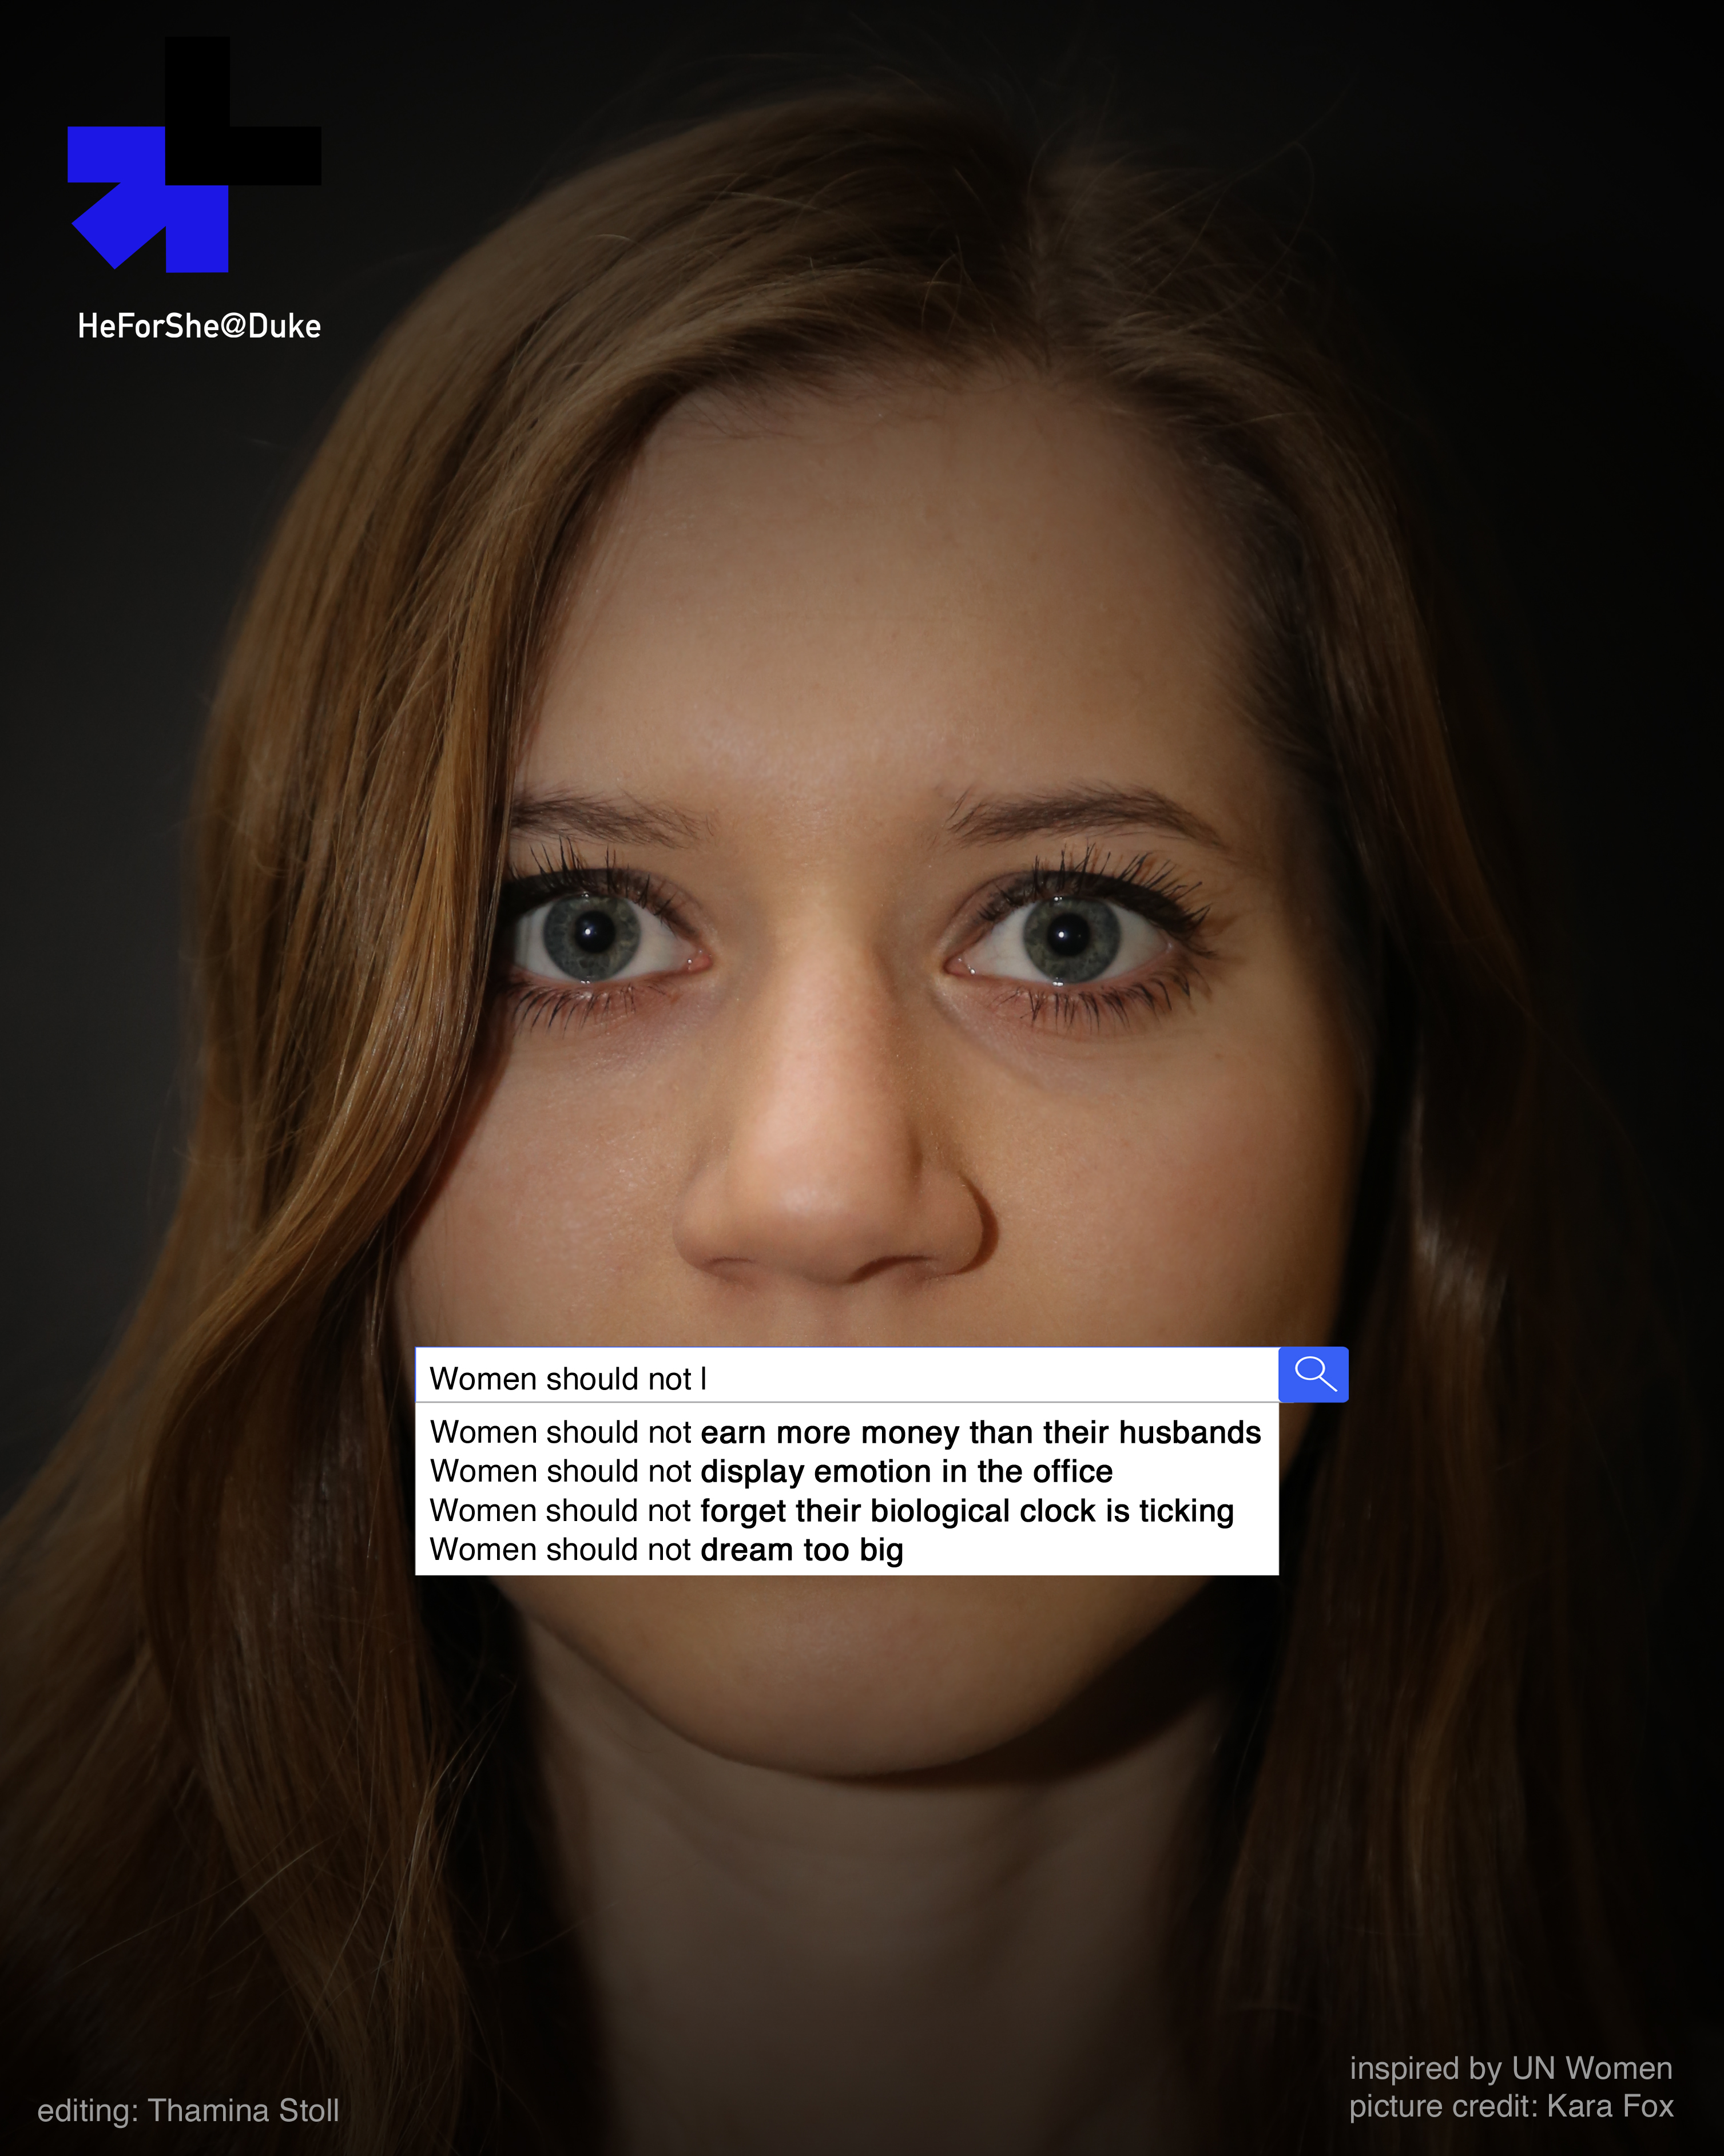 HeForShe@Duke
Women should not l
Women should not earn more money than their husbands
Women should not display emotion in the office
Women should not forget their biological clock is ticking
Women should not dream too big
editing: Thamina Stoll
inspired by UN Women
picture credit: Kara Fox